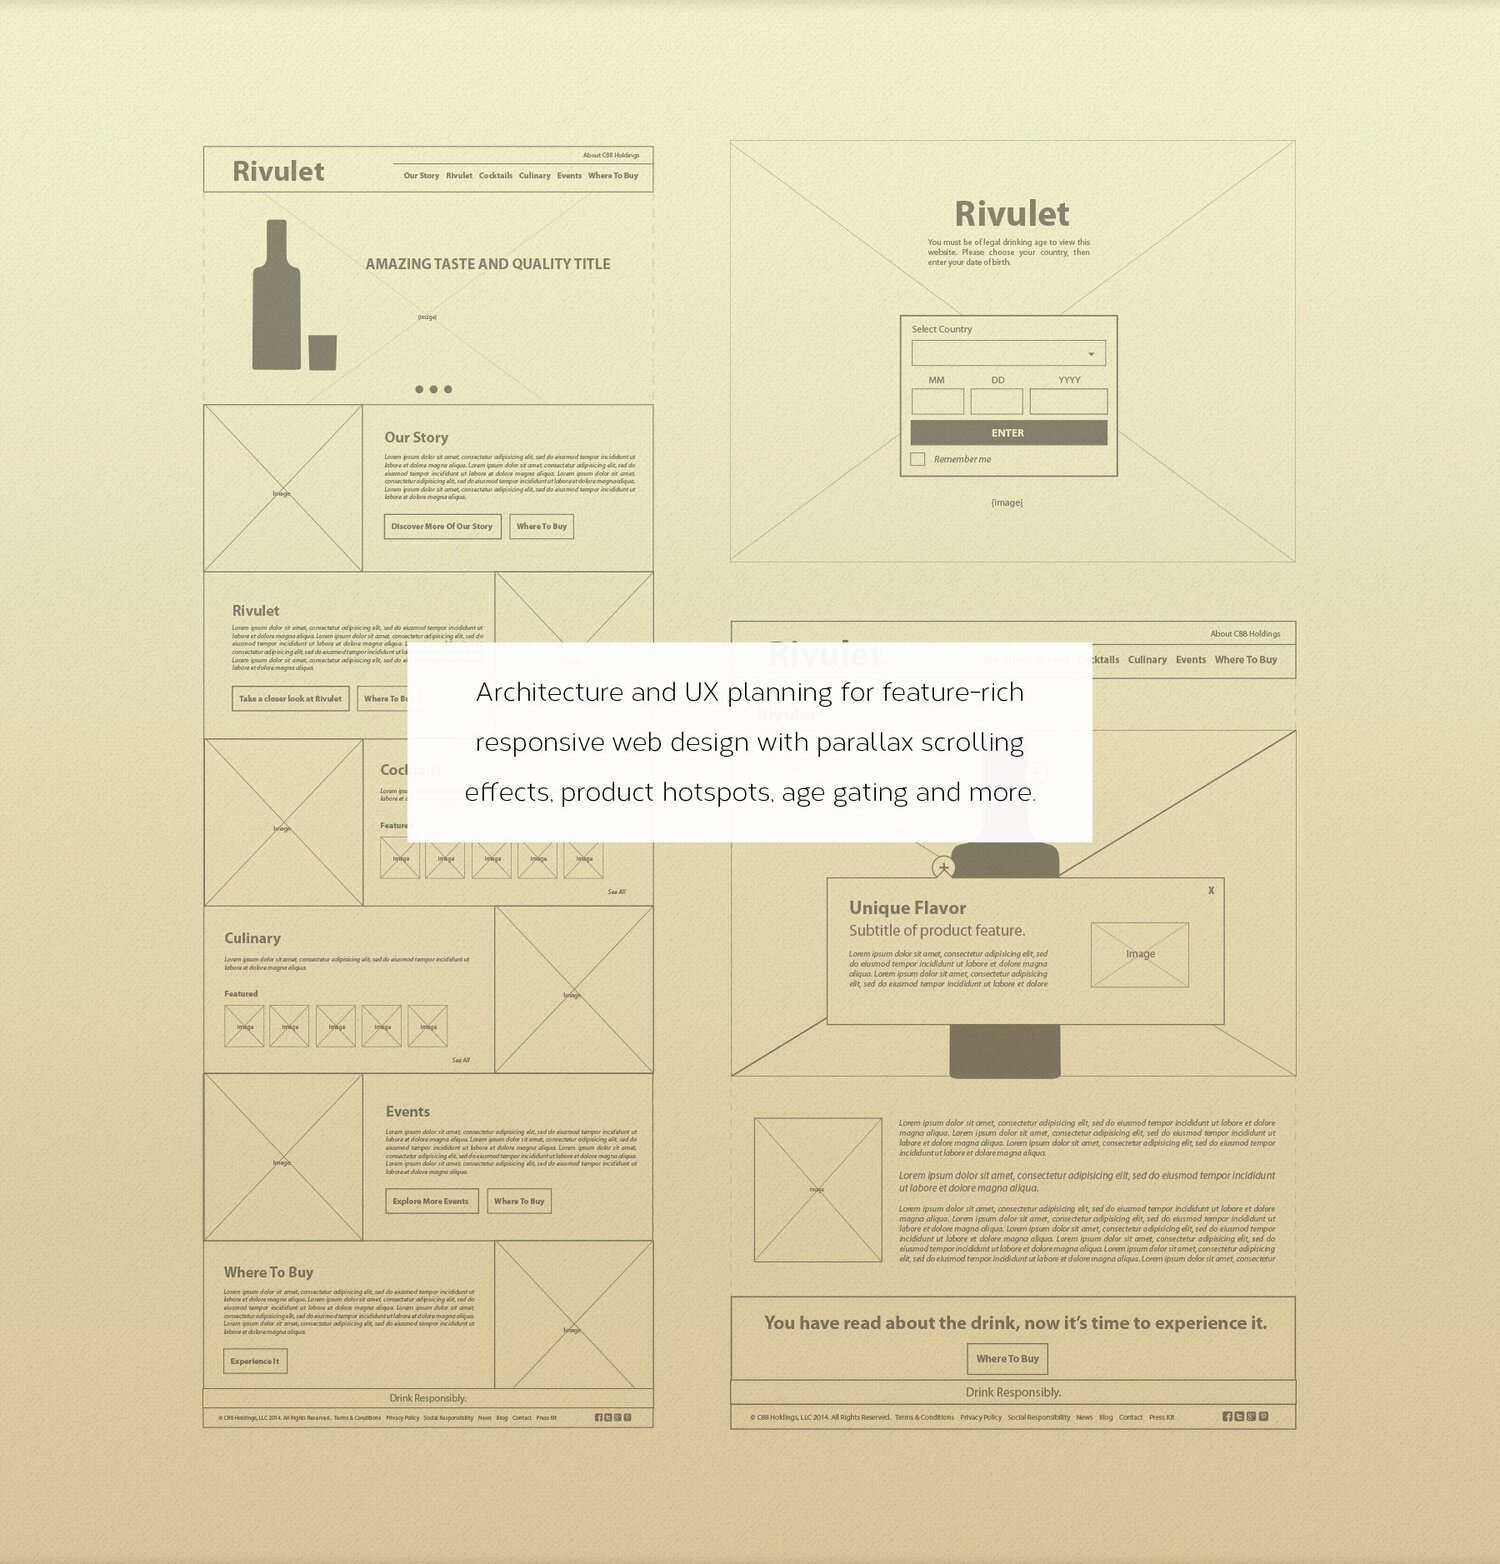 Rivulet
About C88 Holdings
Our Story Rivulet Cocktails Culinary Events Where To Buy
AMAZING TASTE AND QUALITY TITLE
{Image}
Our Story
Lorem ipsum dolor sit amet, consectetur adipisicing elit, sed do eiusmod tempor incididunt ut
labore et dolore magna aliqua. Lorem ipsum dolor sit amet, consectetur adipisicing elit, sed do
eiusmod tempor incididunt ut labore et dolore magna aliqua. Lorem ipsum dolor sit amet,
consectetur adipisicing elit, sed do eiusmod tempor incididunt ut labore et dolore magna aliqua.
Lorem ipsum dolor sit amet, consectetur adipisicing elit, sed do eiusmod tempor incididunt ut
labore et dolore magna aliqua.
Image
Discover More Of Our Story
Where To Buy
Rivulet
Lorem ipsum dolor sit amet, consectetur adipisicing elit, sed do eiusmod tempor incididunt ut
labore et dolore magna aliqua. Lorem ipsum dolor sit amet, consectetur adipisicing elit, sed do
eiusmod tempor incididunt ut labore et dolore magna aliqua.
consectetur adipisicing elit, sed do eiusmod tempor incididunt ut
Lorem ipsum dolor sit amet, consectetur adipisicing elit, sed do
labore et dolore magna aliqua.
Take a closer look at Rivulet
Where To
Image
Lorem
labore et
Image Image Image Image Image
See All
Culinary
Lorem ipsum dolor sit amet, consectetur adipisicing elit, sed do eiusmod tempor incididunt ut
labore et dolore magna aliqua.
Featured
Image Image Image Image Image
Image
See All
Events
Lorem ipsum dolor sit amet, consectetur adipisicing elit, sed do eiusmod tempor incididunt ut
labore et dolore magna aliqua. Lorem ipsum dolor sit amet, consectetur adipisicing elit, sed do
eiusmod tempor incididunt ut labore et dolore magna aliqua. Lorem ipsum dolor sit amet,
consectetur adipisicing elit, sed do eiusmod tempor incididunt ut labore et dolore magna aliqua.
Lorem ipsum dolor sit amet, consectetur adipisicing elit, sed do eiusmod tempor incididunt ut
labore et dolore magna aliqua.
Image
Explore More Events
Where To Buy
Where To Buy
Lorem ipsum dolor sit amet, consectetur adipisicing elit, sed do eiusmod tempor incididunt ut
labore et dolore magna aliqua. Lorem ipsum dolor sit amet, consectetur adipisicing elit, sed do
eiusmod tempor incididunt ut labore et dolore magna aliqua. Lorem ipsum dolor sit amet,
consectetur adipisicing elit, sed do eiusmod tempor incididunt ut labore et dolore magna aliqua.
Lorem ipsum dolor sit amet, consectetur adipisicing elit, sed do eiusmod tempor incididunt ut
labore et dolore magna aliqua.
Image
Experience It
Drink Responsibly.
© C88 Holdings, LLC 2014. All Rights Reserved. Terms & Conditions Privacy Policy Social Responsibility News Blog Contact Press Kit
Rivulet
You must be of legal drinking age to view this
website. Please choose your country, then
enter your date of birth.
Select Country
MM DD YYYY
ENTER
Remember me
{Image}
Rivulet
About C88 Holdings
Our Story Culinary Events Where To Buy
Rivulet
Architecture and UX planning for feature-rich
responsive web design with parallax scrolling
effects, product hotspots, age gating and more.
+
X
Unique Flavor
Subtitle of product feature.
Lorem ipsum dolor sit amet, consectetur adipisicing elit, sed
do eiusmod tempor incididunt ut labore et dolore magna
aliqua. Lorem ipsum dolor sit amet, consectetur adipisicing
elit, sed do eiusmod tempor incididunt ut labore et dolore
Image
Image
Lorem ipsum dolor sit amet, consectetur adipisicing elit, sed do eiusmod tempor incididunt ut labore et dolore
magna aliqua. Lorem ipsum dolor sit amet, consectetur adipisicing elit, sed do eiusmod tempor incididunt ut
labore et dolore magna aliqua. Lorem ipsum dolor sit amet, consectetur adipisicing elit, sed do eiusmod tempor
incididunt ut labore et dolore magna aliqua.
Lorem ipsum dolor sit amet, consectetur adipisicing elit, sed do eiusmod tempor incididunt
ut labore et dolore magna aliqua.
Lorem ipsum dolor sit amet, consectetur adipisicing elit, sed do eiusmod tempor incididunt ut labore et dolore
magna aliqua. Lorem ipsum dolor sit amet, consectetur adipisicing elit, sed do eiusmod tempor incididunt ut
labore et dolore magna aliqua. Lorem ipsum dolor sit amet, consectetur adipisicing elit, sed do eiusmod tempor
incididunt ut labore et dolore magna aliqua. Lorem ipsum dolor sit amet, consectetur adipisicing elit, sed do
eiusmod tempor incididunt ut labore et dolore magna aliqua. Lorem ipsum dolor sit amet, consectetur adipisicing
elit, sed do eiusmod tempor incididunt ut labore et dolore magna aliqua. Lorem ipsum dolor sit amet, consectetur
You have read about the drink, now it's time to experience it.
Where To Buy
Drink Responsibly.
© C88 Holdings, LLC 2014. All Rights Reserved. Terms & Conditions Privacy Policy Social Responsibility News Blog Contact Press Kit